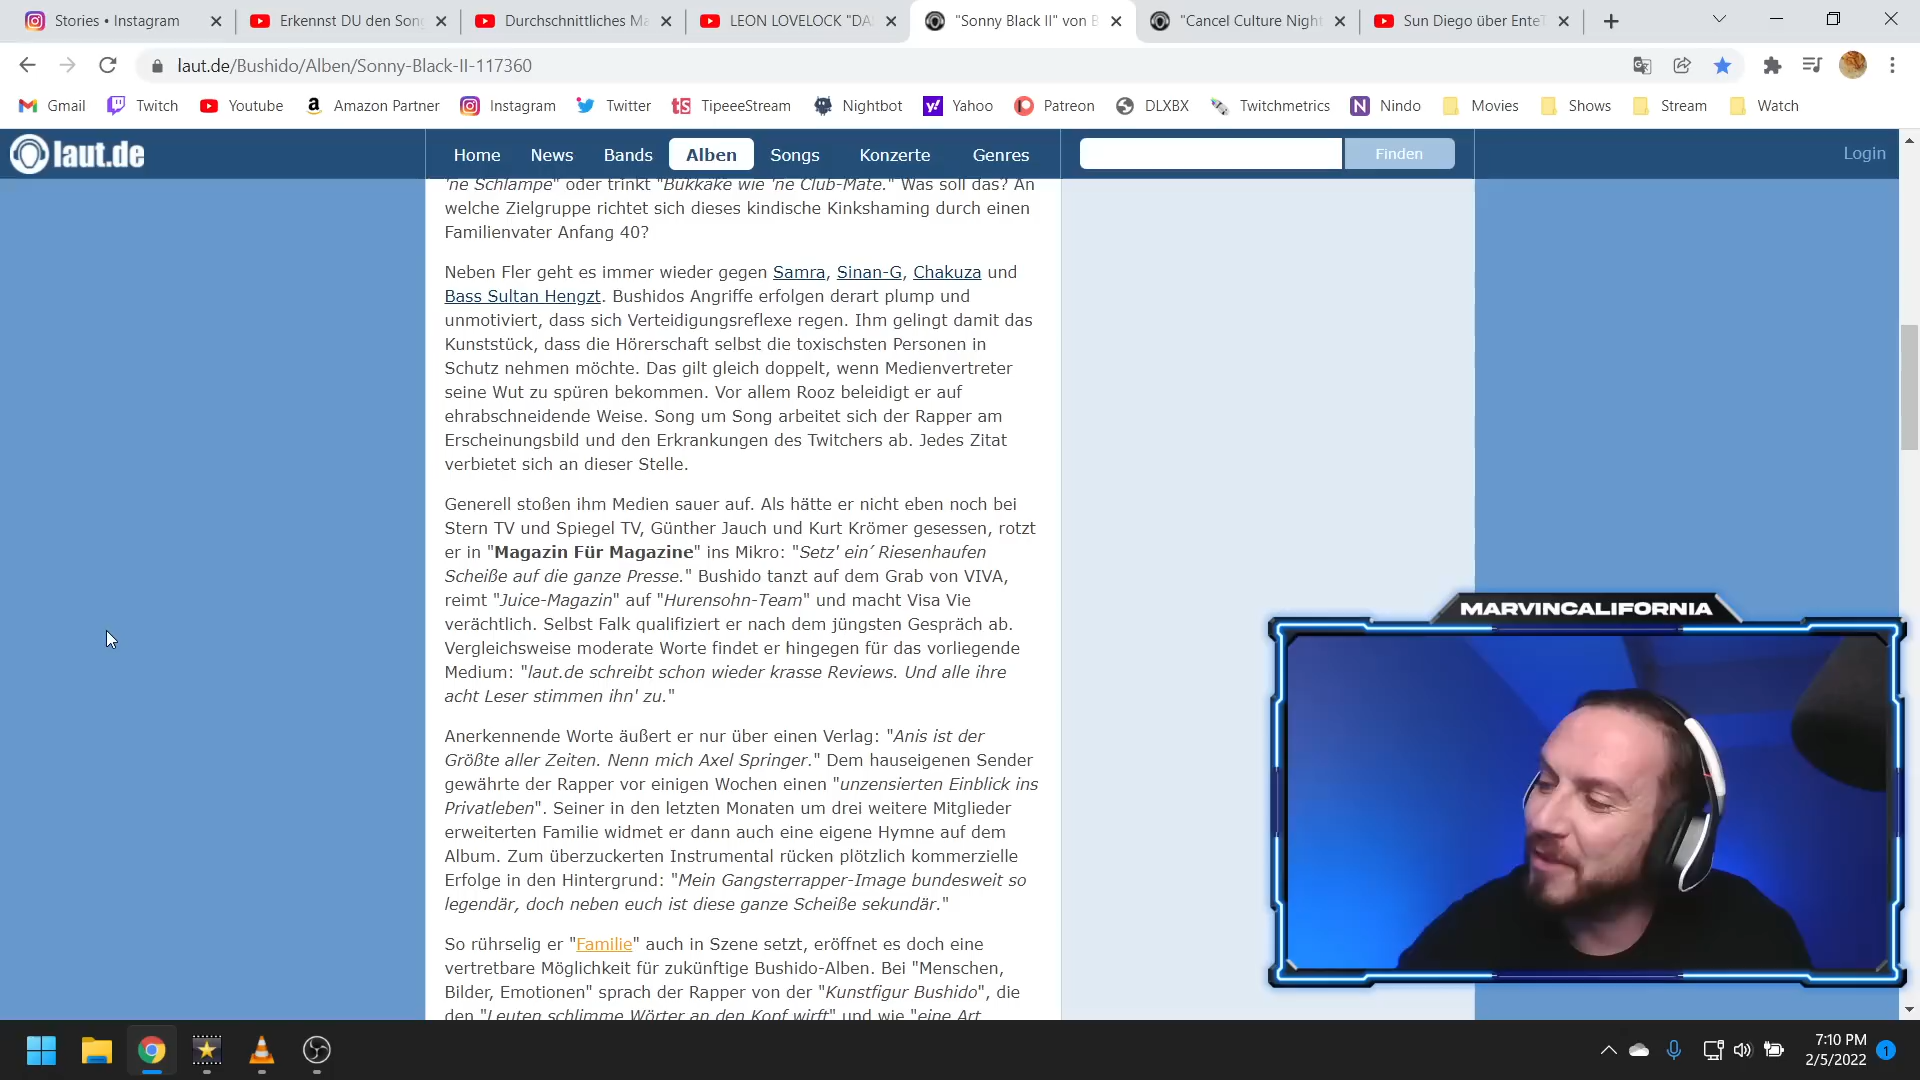 Stories • Instagram
Erkennst DU den Song
Durchschnittliches Ma
LEON LOVELOCK "DA
"Sonny Black II" von B
"Cancel Culture Night
Sun Diego über EnteT
laut.de/Bushido/Alben/Sonny-Black-II-117360
Gmail Twitch Youtube Amazon Partner Instagram Twitter TipeeeStream Nightbot Yahoo Patreon DLXBX Twitchmetrics Nindo Movies Shows Stream Watch
laut.de
Home News Bands Alben Songs Konzerte Genres Finden Login
'ne Schlampe" oder trinkt "Bukkake wie 'ne Club-Mate." Was soll das? An
welche Zielgruppe richtet sich dieses kindische Kinkshaming durch einen
Familienvater Anfang 40?
Neben Fler geht es immer wieder gegen Samra, Sinan-G, Chakuza und
Bass Sultan Hengzt. Bushidos Angriffe erfolgen derart plump und
unmotiviert, dass sich Verteidigungsreflexe regen. Ihm gelingt damit das
Kunststück, dass die Hörerschaft selbst die toxischsten Personen in
Schutz nehmen möchte. Das gilt gleich doppelt, wenn Medienvertreter
seine Wut zu spüren bekommen. Vor allem Rooz beleidigt er auf
ehrabschneidende Weise. Song um Song arbeitet sich der Rapper am
Erscheinungsbild und den Erkrankungen des Twitchers ab. Jedes Zitat
verbietet sich an dieser Stelle.
Generell stoßen ihm Medien sauer auf. Als hätte er nicht eben noch bei
Stern TV und Spiegel TV, Günther Jauch und Kurt Krömer gesessen, rotzt
er in "Magazin Für Magazine" ins Mikro: "Setz' ein´ Riesenhaufen
Scheiße auf die ganze Presse." Bushido tanzt auf dem Grab von VIVA,
reimt "Juice-Magazin" auf "Hurensohn-Team" und macht Visa Vie
verächtlich. Selbst Falk qualifiziert er nach dem jüngsten Gespräch ab.
Vergleichsweise moderate Worte findet er hingegen für das vorliegende
Medium: "laut.de schreibt schon wieder krasse Reviews. Und alle ihre
acht Leser stimmen ihn' zu."
Anerkennende Worte äußert er nur über einen Verlag: "Anis ist der
Größte aller Zeiten. Nenn mich Axel Springer." Dem hauseigenen Sender
gewährte der Rapper vor einigen Wochen einen "unzensierten Einblick ins
Privatleben". Seiner in den letzten Monaten um drei weitere Mitglieder
erweiterten Familie widmet er dann auch eine eigene Hymne auf dem
Album. Zum überzuckerten Instrumental rücken plötzlich kommerzielle
Erfolge in den Hintergrund: "Mein Gangsterrapper-Image bundesweit so
legendär, doch neben euch ist diese ganze Scheiße sekundär."
So rührselig er "Familie" auch in Szene setzt, eröffnet es doch eine
vertretbare Möglichkeit für zukünftige Bushido-Alben. Bei "Menschen,
Bilder, Emotionen" sprach der Rapper von der "Kunstfigur Bushido", die
den "Leuten schlimme Wörter an den Kopf wirft" und wie "eine Art
MARVINCALIFORNIA
7:10 PM
2/5/2022
1